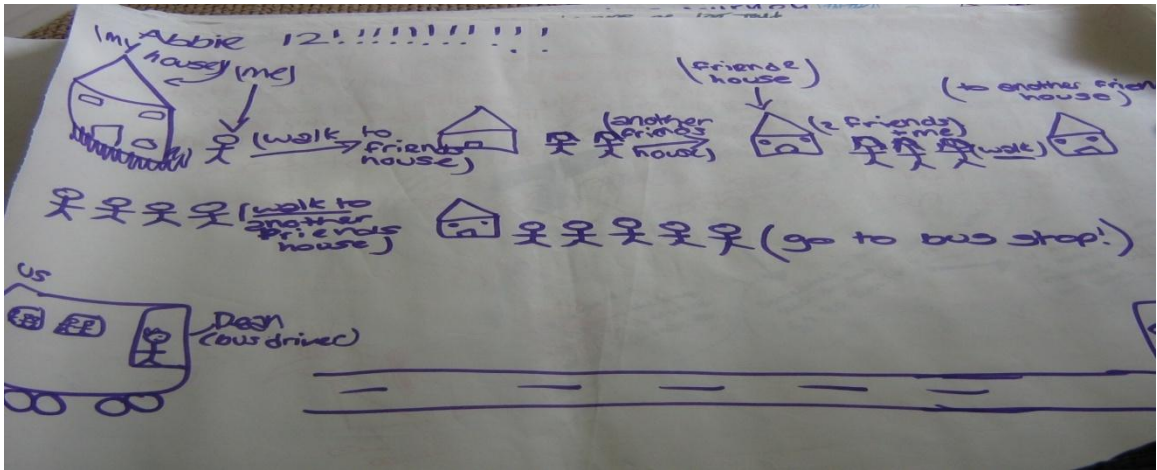 Abbie 12!!!!!!!!!!
(my
house)
(me)
(walk to
friends
house)
(another
friends
house)
(friends
house)
(2 friends
+ me)
(walk)
(to another frien
house)
(walk to
another
friends
house)
(go to bus stop!)
us
Dean
(bus driver)